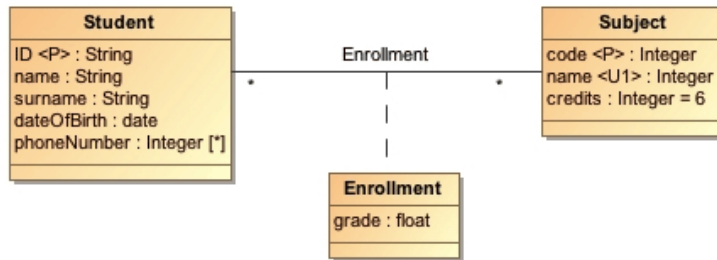 Student
ID <P> : String
name : String
surname : String
dateOfBirth : date
phoneNumber : Integer [*]
Enrollment
*
*
Subject
code <P> : Integer
name <U1> : Integer
credits : Integer = 6
Enrollment
grade : float